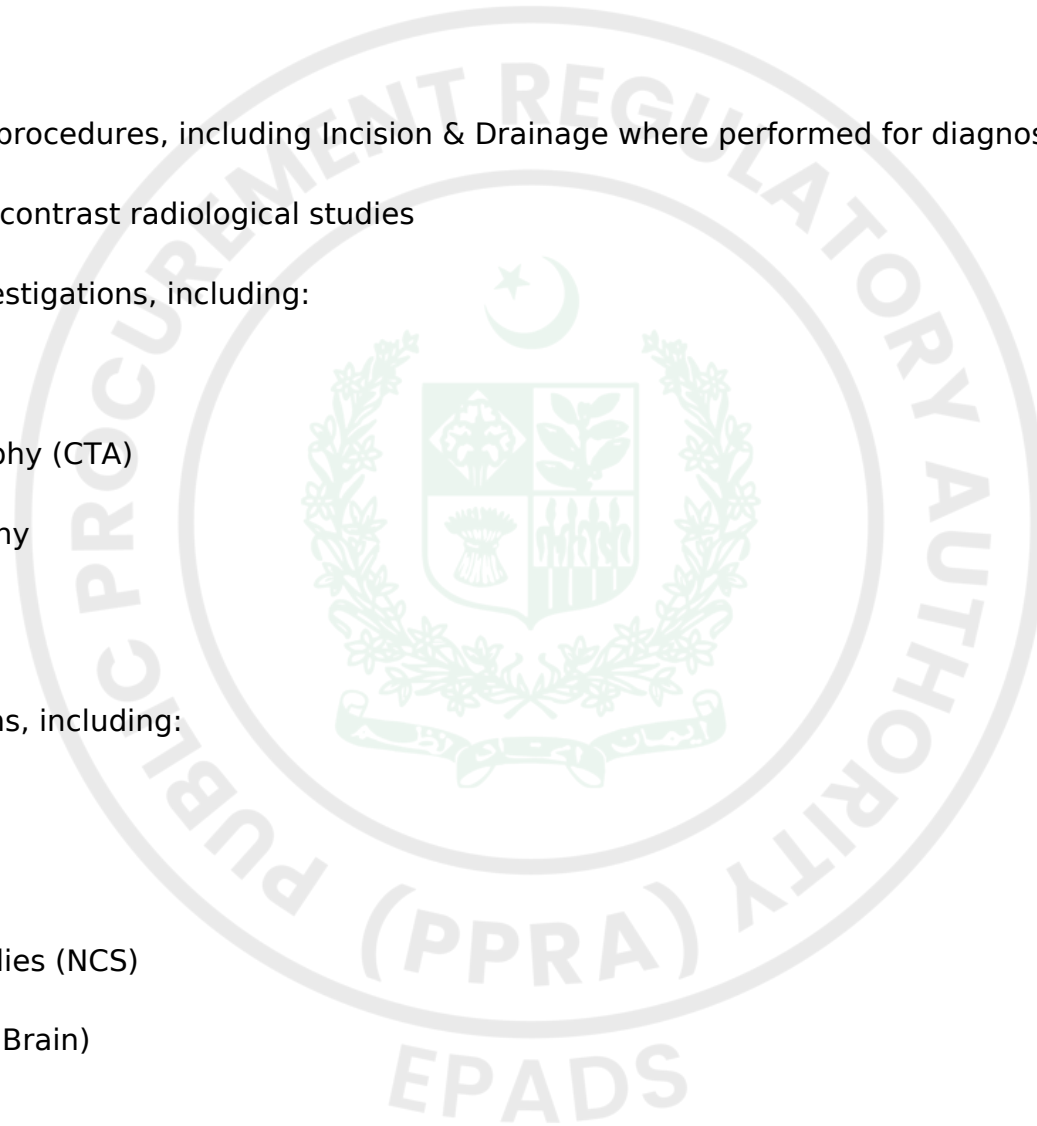 procedures, including Incision & Drainage where performed for diagnos
contrast radiological studies
estigations, including:
phy (CTA)
hy
ns, including:
dies (NCS)
Brain)
PUBLIC PROCUREMENT REGULATORY AUTHORITY
(PPRA)
EPADS